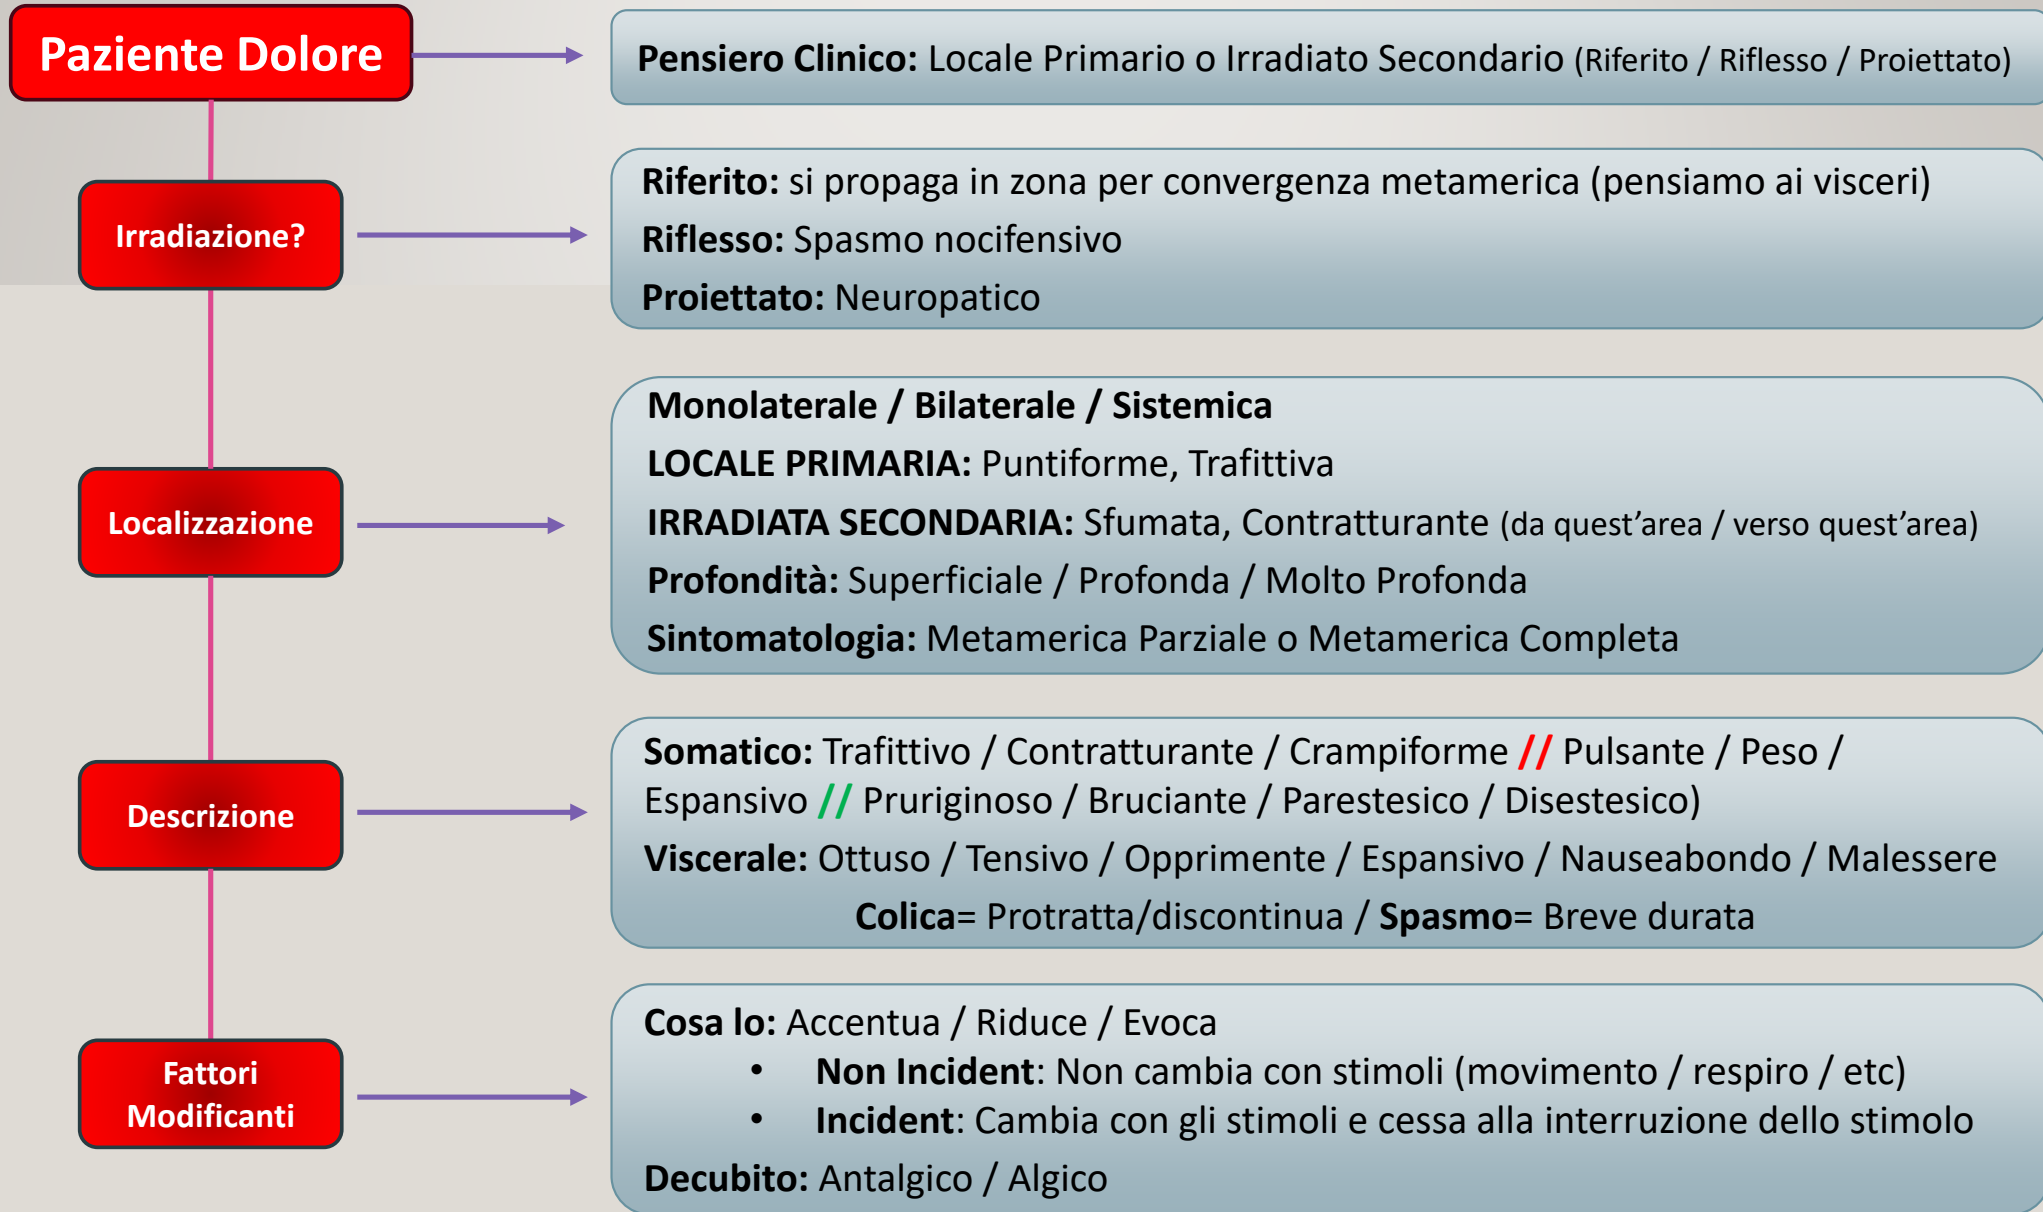 Paziente Dolore
Pensiero Clinico: Locale Primario o Irradiato Secondario (Riferito / Riflesso / Proiettato)
Irradiazione?
Riferito: si propaga in zona per convergenza metamerica (pensiamo ai visceri)
Riflesso: Spasmo nocifensivo
Proiettato: Neuropatico
Localizzazione
Monolaterale / Bilaterale / Sistemica
LOCALE PRIMARIA: Puntiforme, Trafittiva
IRRADIATA SECONDARIA: Sfumata, Contratturante (da quest’area / verso quest’area)
Profondità: Superficiale / Profonda / Molto Profonda
Sintomatologia: Metamerica Parziale o Metamerica Completa
Descrizione
Somatico: Trafittivo / Contratturante / Crampiforme // Pulsante / Peso /
Espansivo // Pruriginoso / Bruciante / Parestesico / Disestesico)
Viscerale: Ottuso / Tensivo / Opprimente / Espansivo / Nauseabondo / Malessere
Colica= Protratta/discontinua / Spasmo= Breve durata
Fattori
Modificanti
Cosa lo: Accentua / Riduce / Evoca
• Non Incident: Non cambia con stimoli (movimento / respiro / etc)
• Incident: Cambia con gli stimoli e cessa alla interruzione dello stimolo
Decubito: Antalgico / Algico